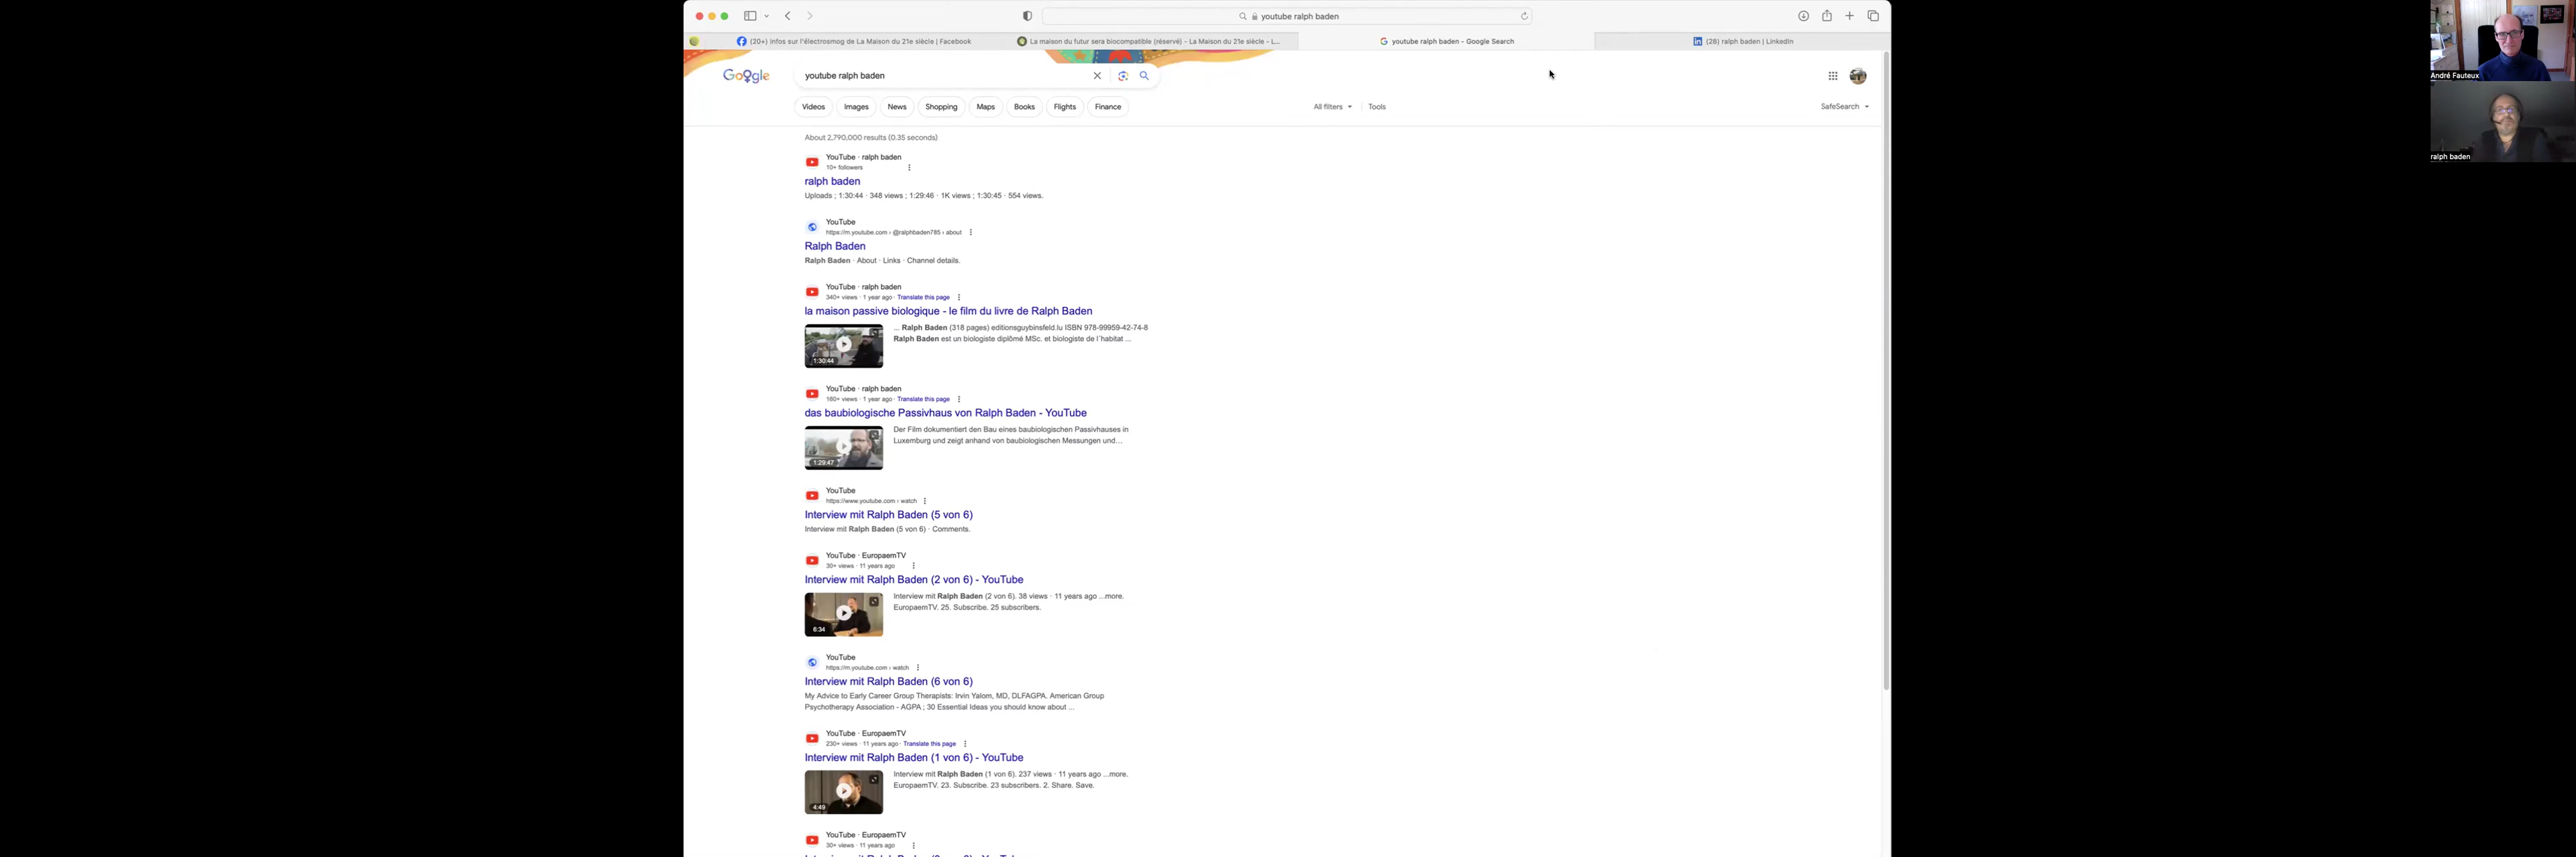 youtube ralph baden
(20+) Infos sur l'électrosmog de La Maison du 21e siècle | Facebook
La maison du futur sera biocompatible (réservé) - La Maison du 21e siècle - L...
youtube ralph baden - Google Search
(28) ralph baden | LinkedIn
Google
youtube ralph baden
Videos
Images
News
Shopping
Maps
Books
Flights
Finance
All filters
Tools
SafeSearch
About 2,790,000 results (0.35 seconds)
YouTube · ralph baden
10+ followers
ralph baden
Uploads ; 1:30:44 · 348 views ; 1:29:46 · 1K views ; 1:30:45 · 554 views.
YouTube
https://m.youtube.com › @ralphbaden785 › about
Ralph Baden
Ralph Baden · About · Links · Channel details.
YouTube · ralph baden
340+ views · 1 year ago · Translate this page
la maison passive biologique - le film du livre de Ralph Baden
... Ralph Baden (318 pages) editionsguybinsfeld.lu ISBN 978-99959-42-74-8
Ralph Baden est un biologiste diplômé MSc. et biologiste de l´habitat ...
1:30:44
YouTube · ralph baden
160+ views · 1 year ago · Translate this page
das baubiologische Passivhaus von Ralph Baden - YouTube
Der Film dokumentiert den Bau eines baubiologischen Passivhauses in
Luxemburg und zeigt anhand von baubiologischen Messungen und...
1:29:47
YouTube
https://www.youtube.com › watch
Interview mit Ralph Baden (5 von 6)
Interview mit Ralph Baden (5 von 6) · Comments.
YouTube · EuropaemTV
30+ views · 11 years ago
Interview mit Ralph Baden (2 von 6) - YouTube
Interview mit Ralph Baden (2 von 6). 38 views · 11 years ago ...more.
EuropaemTV. 25. Subscribe. 25 subscribers.
6:34
YouTube
https://m.youtube.com › watch
Interview mit Ralph Baden (6 von 6)
My Advice to Early Career Group Therapists: Irvin Yalom, MD, DLFAGPA. American Group
Psychotherapy Association - AGPA ; 30 Essential Ideas you should know about ...
YouTube · EuropaemTV
230+ views · 11 years ago · Translate this page
Interview mit Ralph Baden (1 von 6) - YouTube
Interview mit Ralph Baden (1 von 6). 237 views · 11 years ago ...more.
EuropaemTV. 23. Subscribe. 23 subscribers. 2. Share. Save.
4:49
YouTube · EuropaemTV
30+ views · 11 years ago
André Fauteux
ralph baden